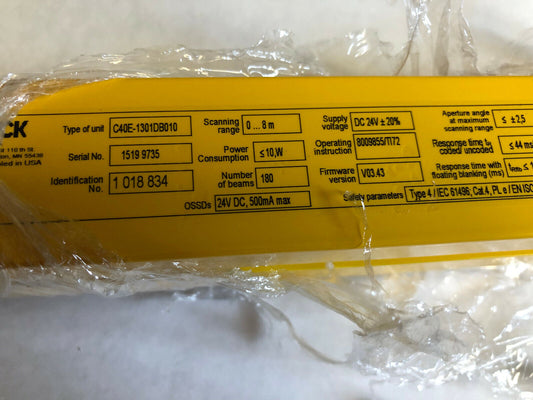 CK
110 th St.
MN 55438
in USA
Type of unit
C40E-1301DB010
Serial No.
1519 9735
Identification
No.
1 018 834
Scanning
range
0 ... 8 m
Power
Consumption
≤ 10,W
Number
of beams
180
OSSDs
24V DC, 500mA max
Supply
voltage
DC 24V ± 20%
Operating
instruction
8009855/TI72
Firmware
version
V03.43
Safety parameters
Type 4 / IEC 61496, Cat.4, PL e / EN ISO
Aperture angle
at maximum
scanning range
≤ ±2,5
Response time
coded/ uncoded
≤ 44 ms
Response time with
floating blanking (ms)